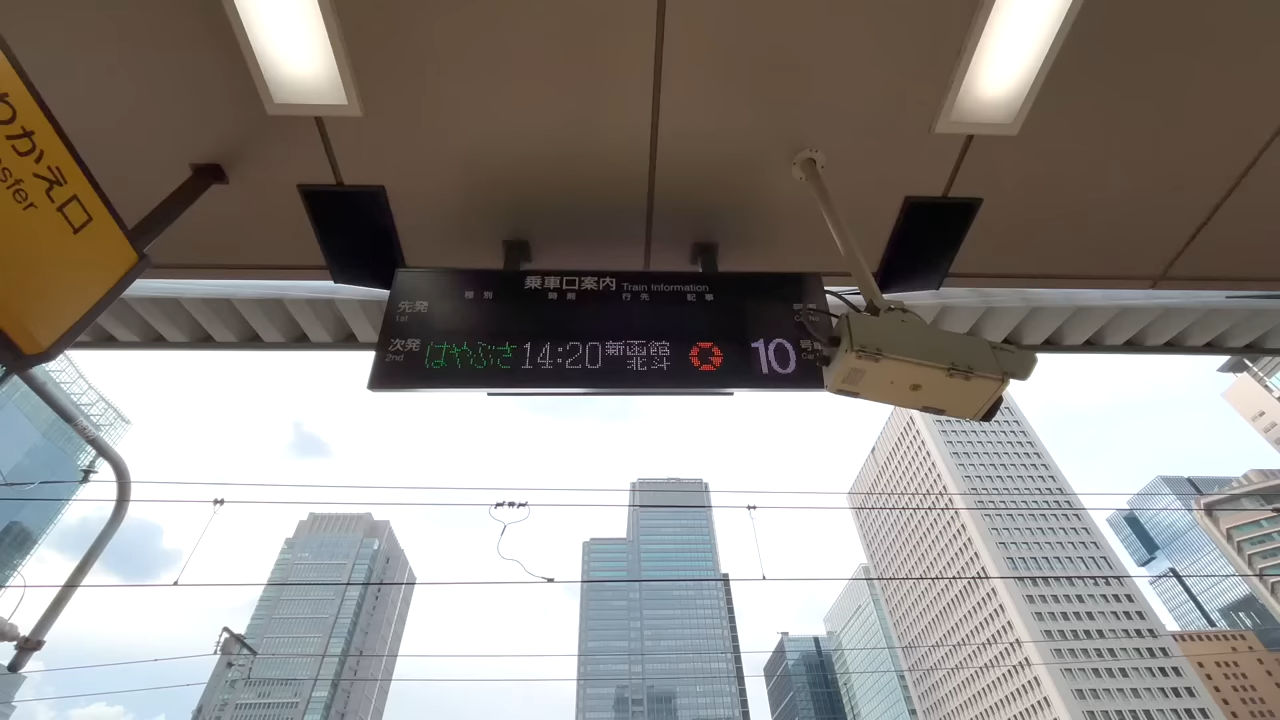 りかえ口
sfer
乗車口案内 Train Information
種別 時刻 行先 記事
先発
1st
次発
2nd
はやぶさ 14:20 新函館北斗 10 号車
Car